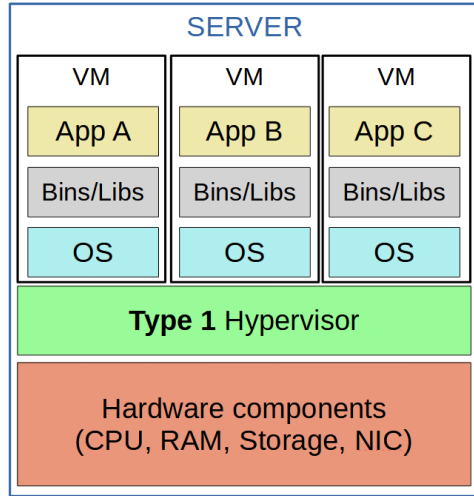 SERVER
VM
VM
VM
App A
App B
App C
Bins/Libs
Bins/Libs
Bins/Libs
OS
OS
OS
Type 1 Hypervisor
Hardware components
(CPU, RAM, Storage, NIC)